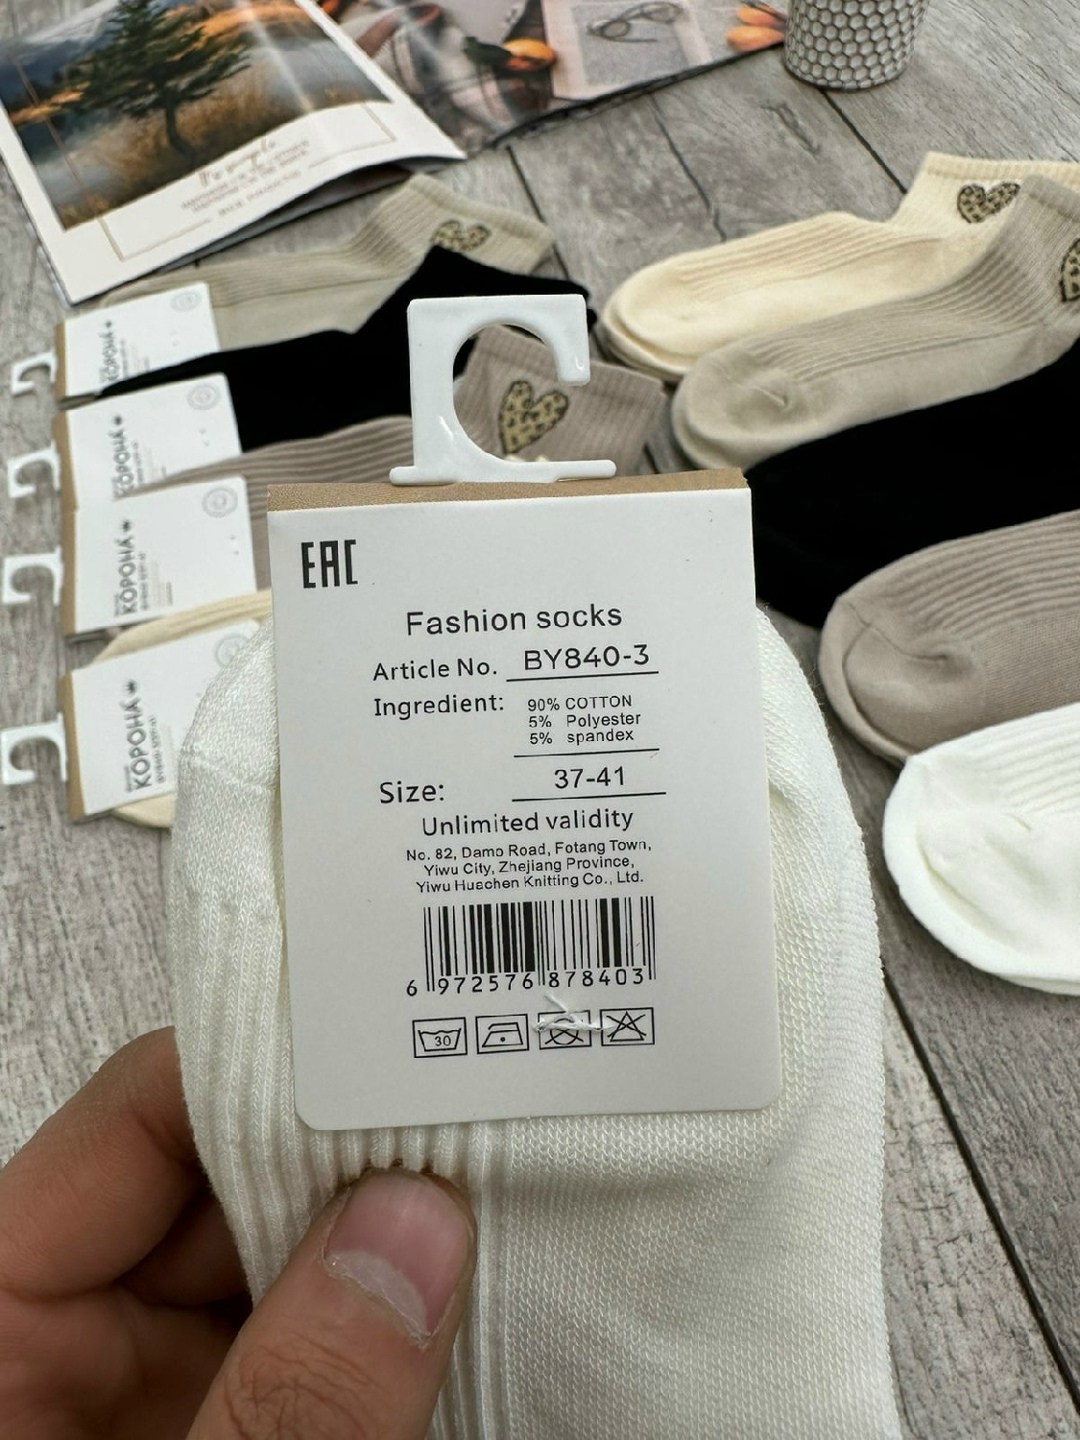 КОРОНА
КОРОНА
КОРОНА
КОРОНА
EAC
Fashion socks
Article No. BY840-3
Ingredient: 90% COTTON
5% Polyester
5% spandex
Size: 37-41
Unlimited validity
No. 82, Damo Road, Fotang Town,
Yiwu City, Zhejiang Province,
Yiwu Huachen Knitting Co., Ltd.
6 972576 878403
30